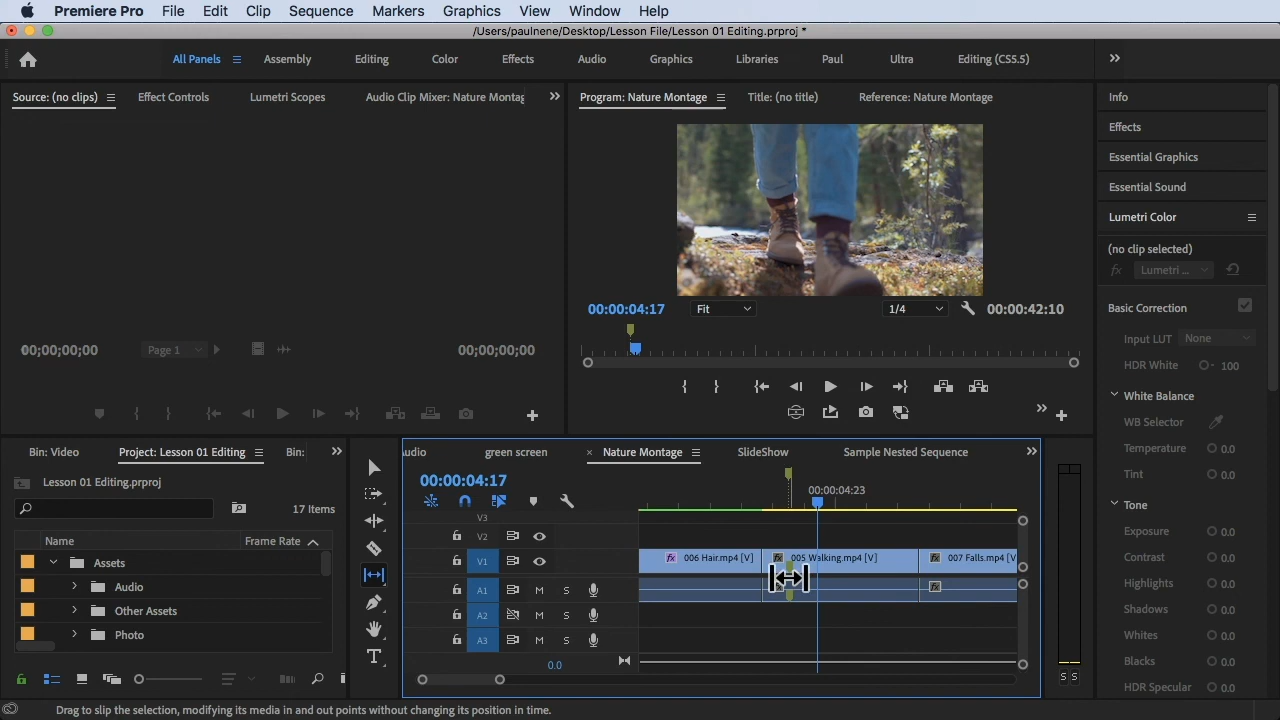 Premiere Pro File Edit Clip Sequence Markers Graphics View Window Help
/Users/paulnene/Desktop/Lesson File/Lesson 01 Editing.prproj *
All Panels Assembly Editing Color Effects Audio Graphics Libraries Paul Ultra Editing (CS5.5)
Source: (no clips) Effect Controls Lumetri Scopes Audio Clip Mixer: Nature Montag
Program: Nature Montage Title: (no title) Reference: Nature Montage
Info
Effects
Essential Graphics
Essential Sound
Lumetri Color
(no clip selected)
fx Lumetri ...
Basic Correction
Input LUT None
HDR White 100
White Balance
WB Selector
Temperature 0.0
Tint 0.0
Tone
Exposure 0.0
Contrast 0.0
Highlights 0.0
Shadows 0.0
Whites 0.0
Blacks 0.0
HDR Specular 0.0
00:00:04:17 Fit 1/4 00:00:42:10
00;00;00;00 Page 1 00;00;00;00
Bin: Video Project: Lesson 01 Editing Bin:
Lesson 01 Editing.prproj
17 Items
Name Frame Rate
Assets
Audio
Other Assets
Photo
udio green screen × Nature Montage SlideShow Sample Nested Sequence
00:00:04:17
00:00:04:23
V3
V2
V1 fx 006 Hair.mp4 [V] fx 005 Walking.mp4 [V] fx 007 Falls.mp4 [V
A1 M S
A2 M S
A3 M S
0.0
S S
T
Drag to slip the selection, modifying its media in and out points without changing its position in time.